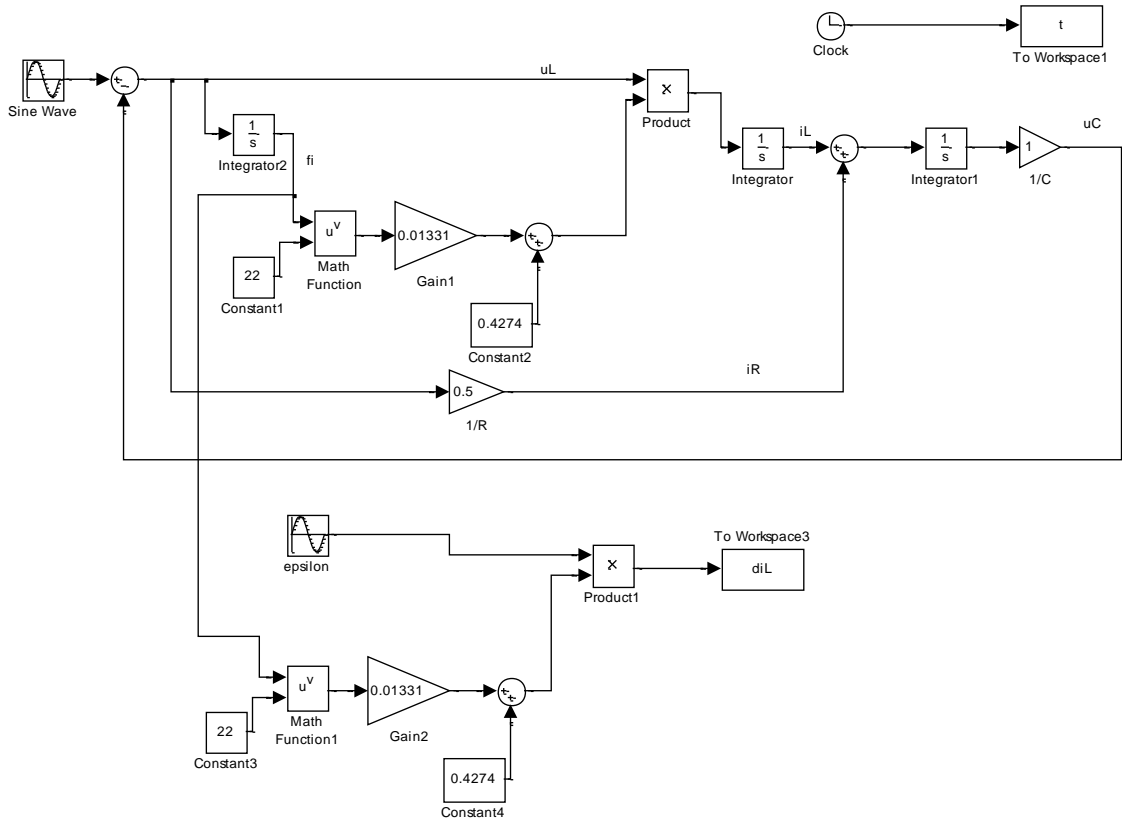 t
Clock
To Workspace1
Sine Wave
uL
×
Product
1
s
Integrator2
fi
iL
1
s
Integrator
1
s
Integrator1
1
1/C
uC
u^v
Math
Function
22
Constant1
0.01331
Gain1
0.4274
Constant2
0.5
1/R
iR
epsilon
×
Product1
To Workspace3
diL
u^v
Math
Function1
22
Constant3
0.01331
Gain2
0.4274
Constant4